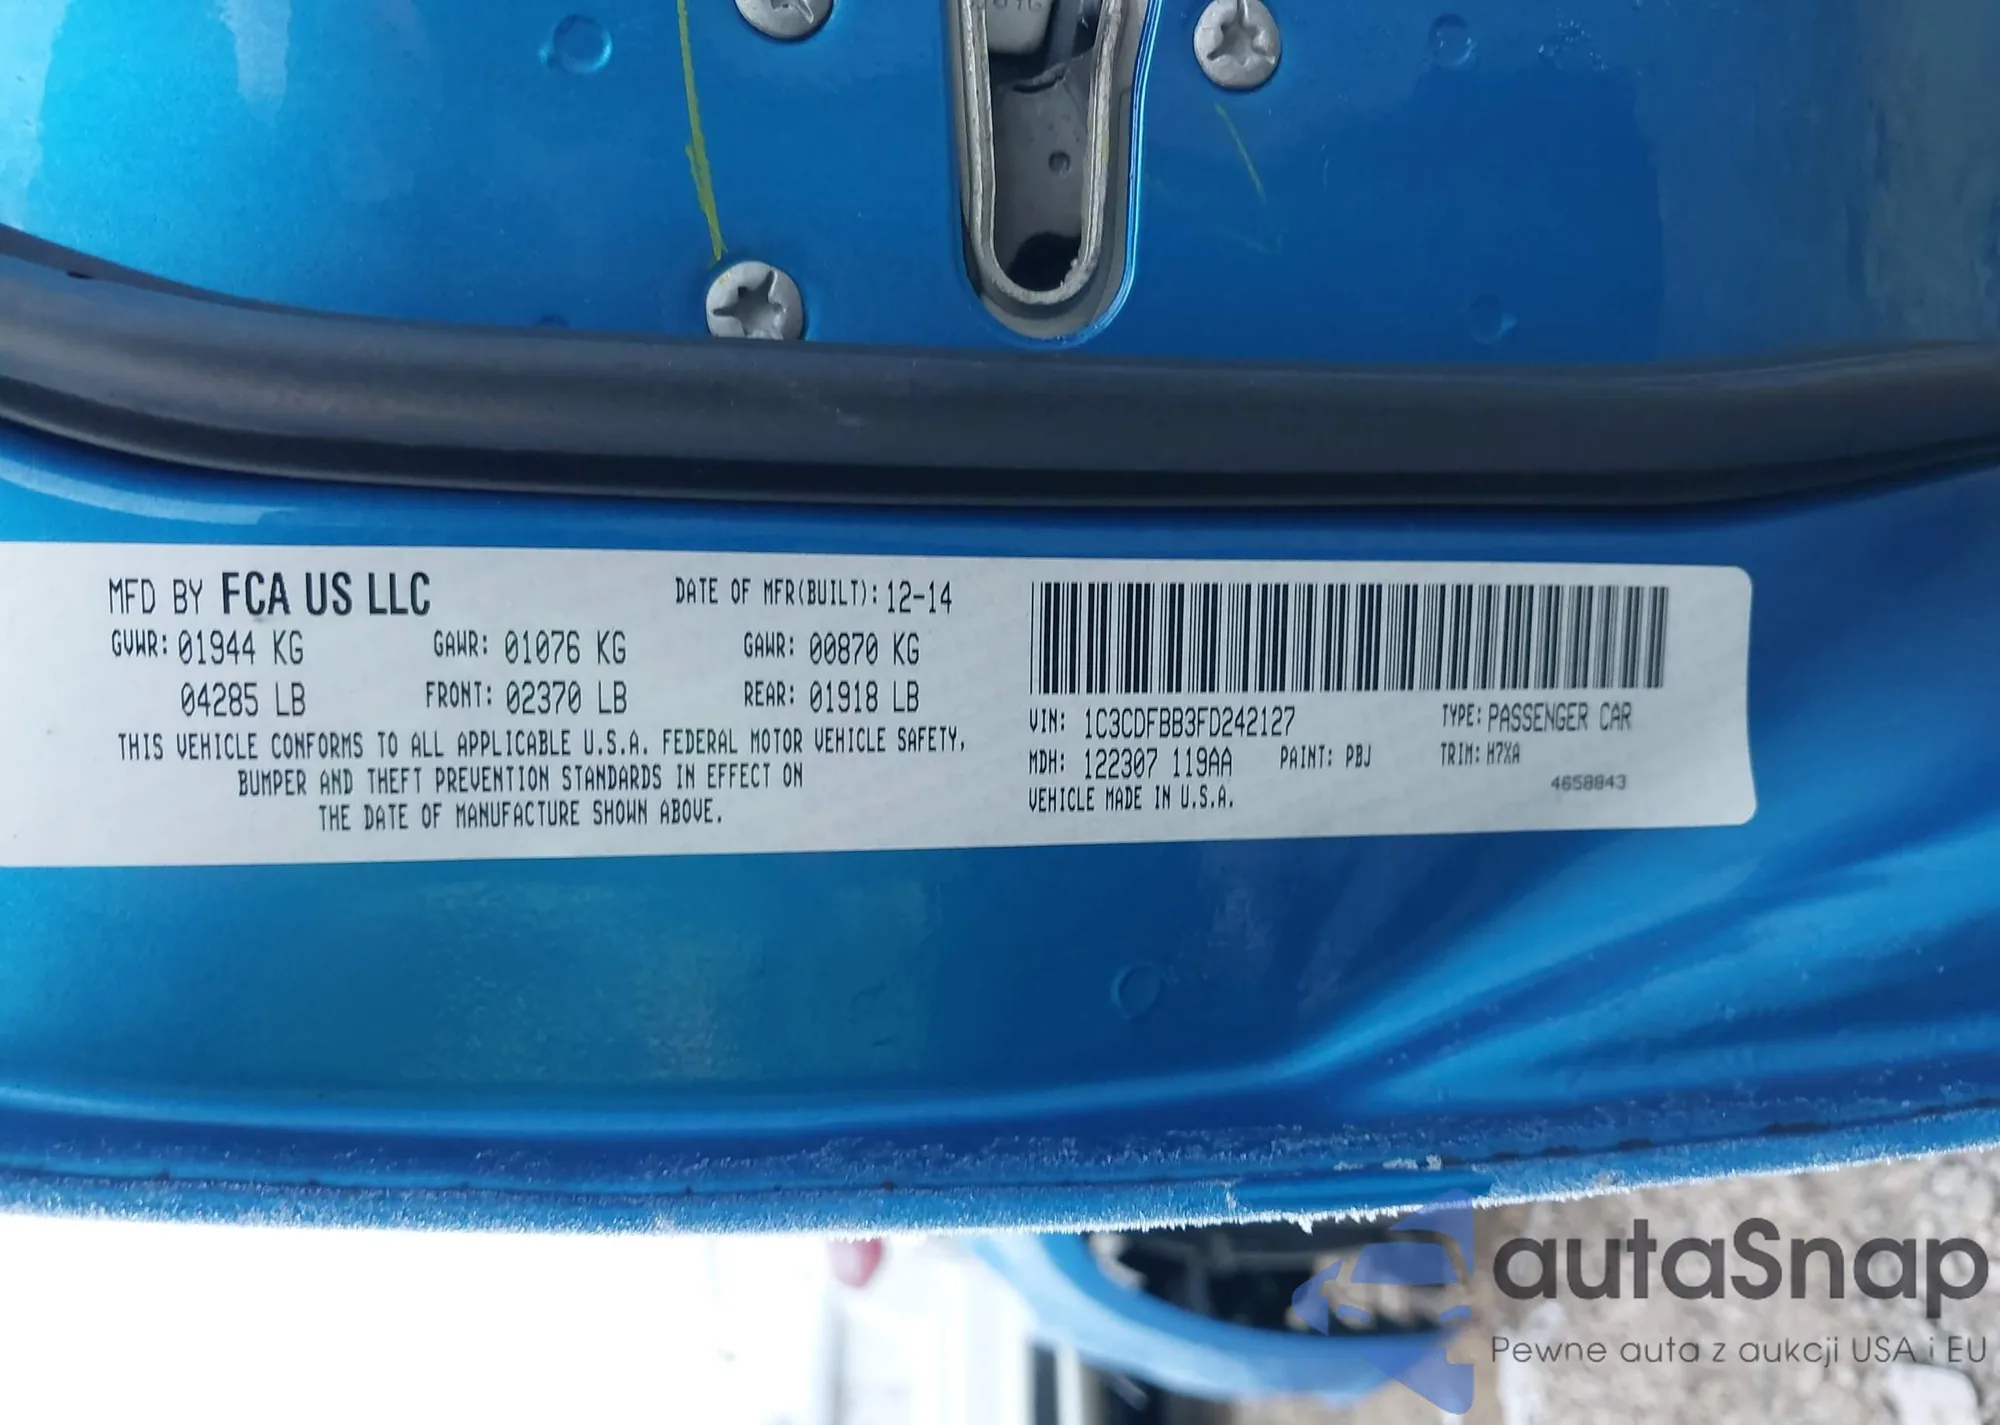 MFD BY FCA US LLC DATE OF MFR(BUILT): 12-14
GVWR: 01944 KG GAWR: 01076 KG GAWR: 00870 KG
04285 LB FRONT: 02370 LB REAR: 01918 LB
THIS VEHICLE CONFORMS TO ALL APPLICABLE U.S.A. FEDERAL MOTOR VEHICLE SAFETY,
BUMPER AND THEFT PREVENTION STANDARDS IN EFFECT ON
THE DATE OF MANUFACTURE SHOWN ABOVE.
VIN: 1C3CDFBB3FD242127 TYPE: PASSENGER CAR
MDH: 122307 119AA PAINT: PBJ TRIM: H7XA
VEHICLE MADE IN U.S.A. 4658843
autaSnap
Pewne auta z aukcji USA i EU